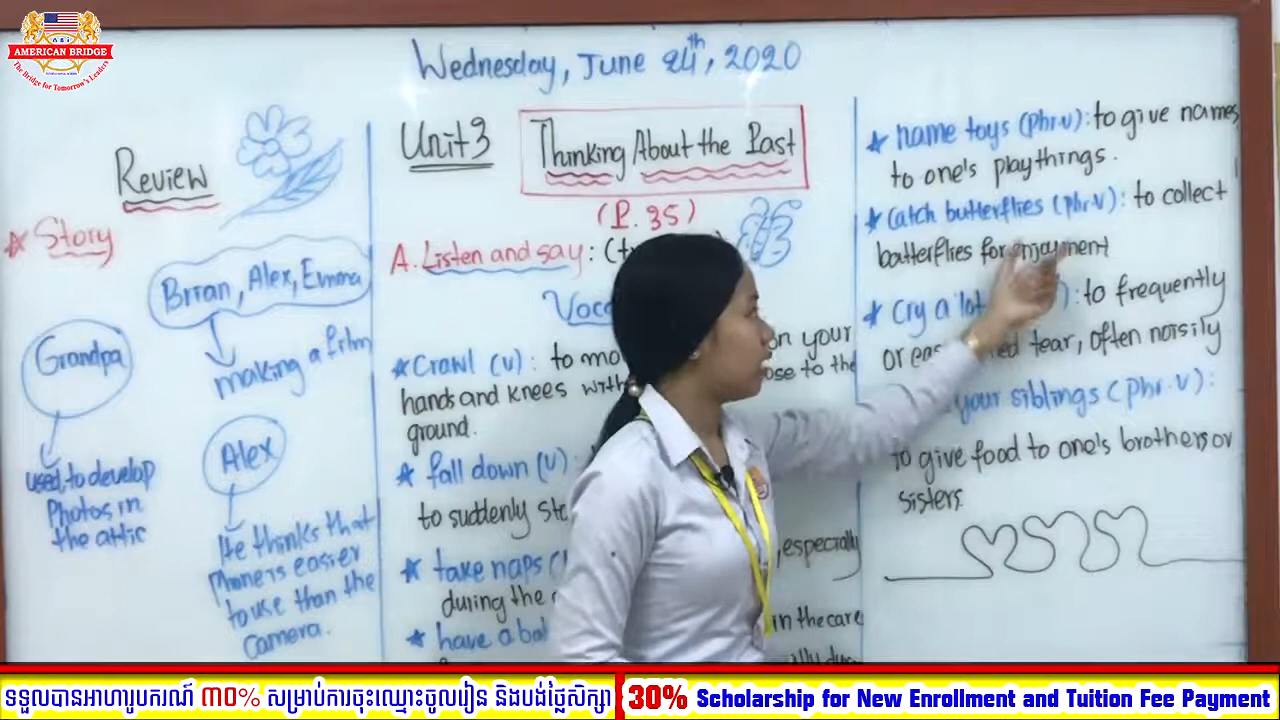 AMERICAN BRIDGE
The Bridge for Tomorrow's Leaders
Wednesday, June 24th, 2020
Review
Story
Brian, Alex, Emma
making a film
Grandpa
used to develop
Photos in
the attic
Alex
He thinks that
Phone is easier
to use than the
camera.
Unit 3
Thinking About the Past
(P. 35)
A. Listen and say :
Crawl (v) : to on your
hands and knees with to the
ground.
fall down (v) :
to suddenly
take naps
, especially
during the
have a
in the care
name toys (Phr.v) : to give names
to one's playthings.
catch butterflies (Phr.v) : to collect
batterflies for enjoyment
Cry a lot : to frequently
or tear, often noisily
your siblings (Phr.v) :
to give food to one's brothers or
sisters.
ទទួលបានអាហារូបករណ៍ ៣០% សម្រាប់ការចុះឈ្មោះចូលរៀន និងបង់ថ្លៃសិក្សា
30% Scholarship for New Enrollment and Tuition Fee Payment